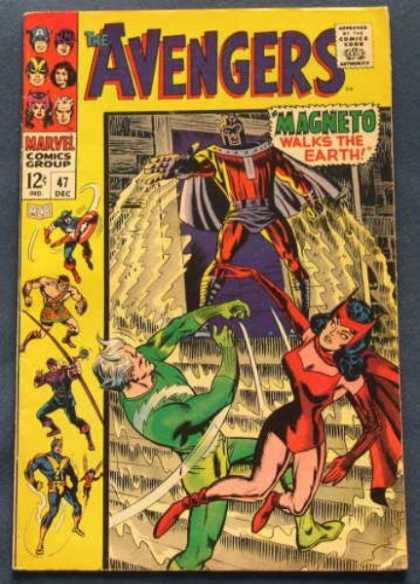 THE AVENGERS
APPROVED
BY THE
COMICS
CODE
AUTHORITY
"MAGNETO
WALKS THE
EARTH!"
MARVEL
COMICS
GROUP
12¢
IND.
47
DEC